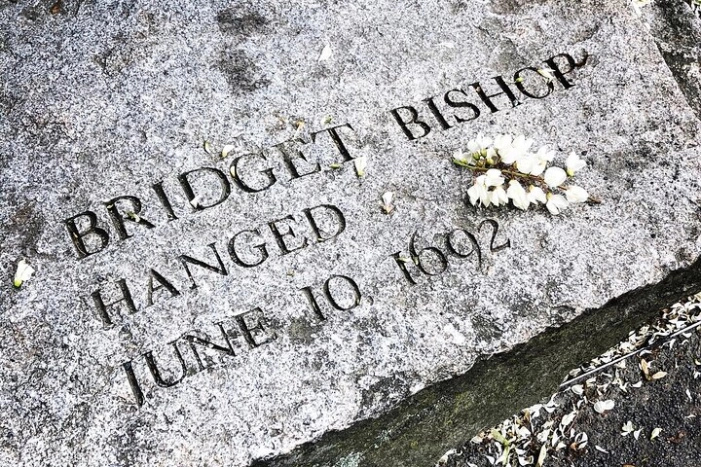 BRIDGET BISHOP
HANGED
JUNE 10, 1692